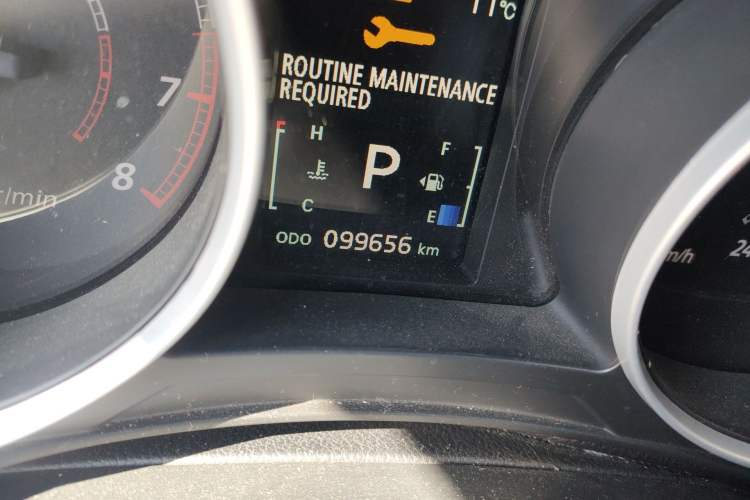 11°C
ROUTINE MAINTENANCE
REQUIRED
7
8
r/min
H
C
P
F
E
ODO 099656 km
m/h